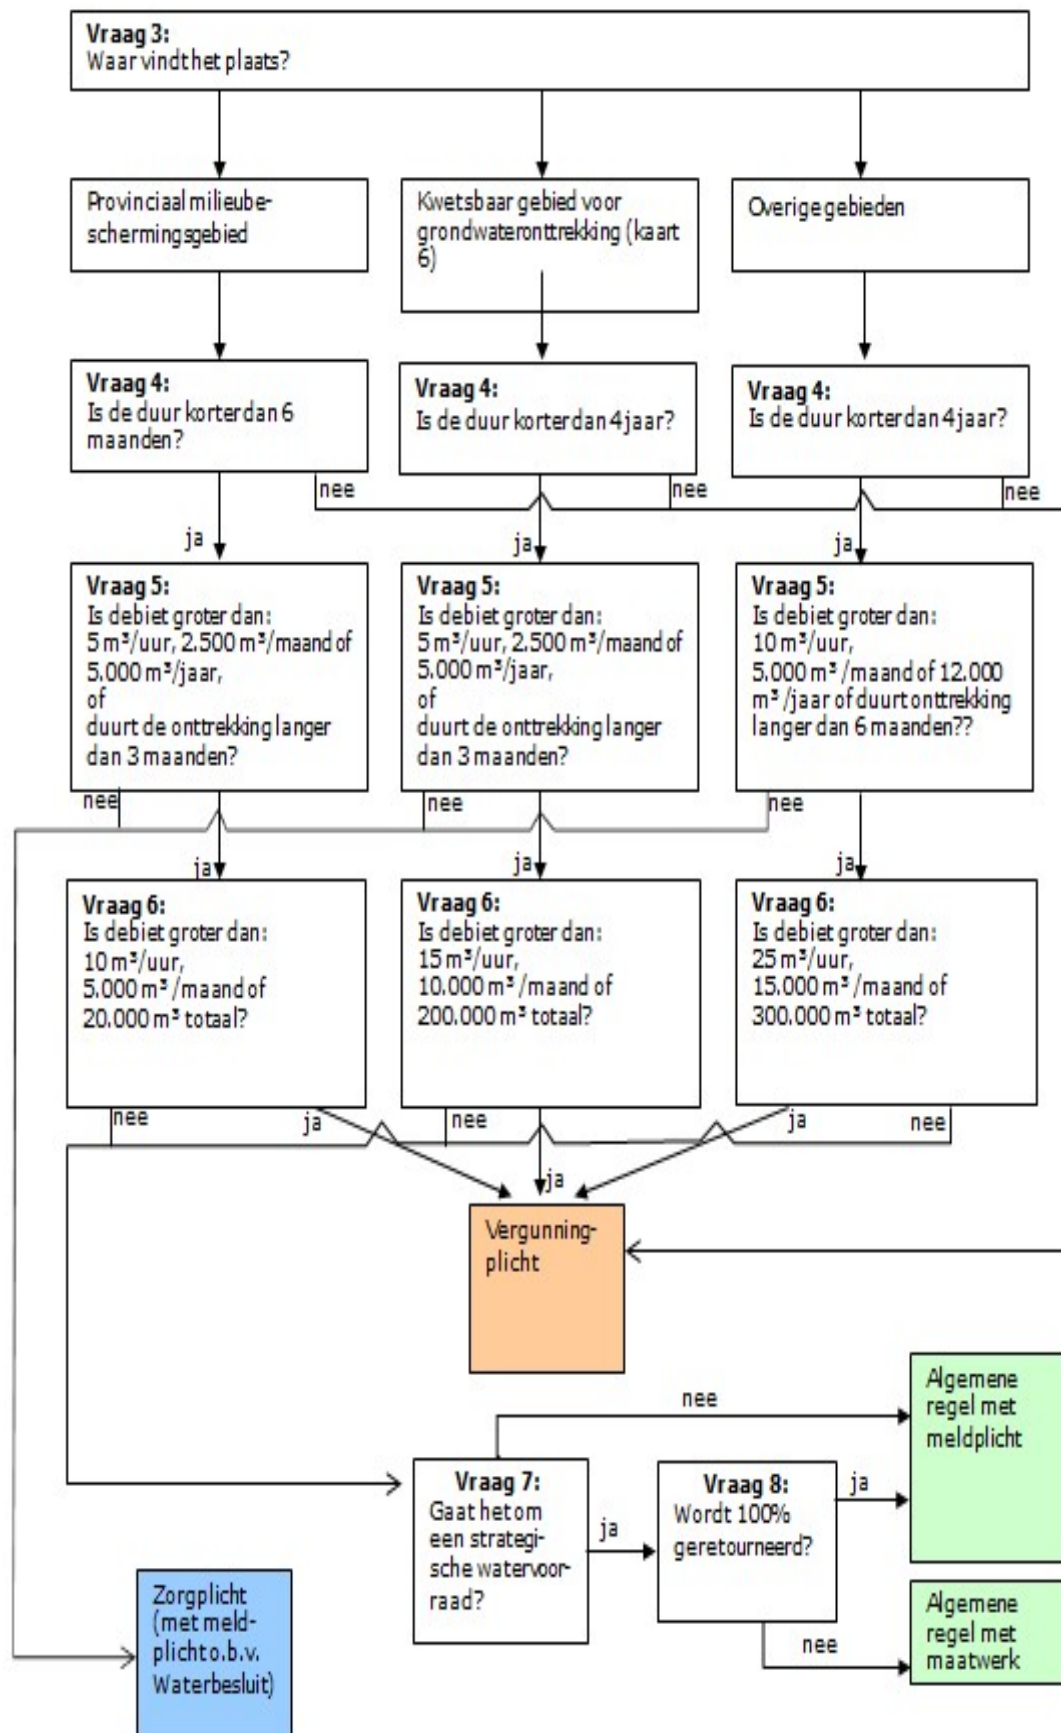 Vraag 3:
Waar vindt het plaats?
Provinciaal milieube-
schermingsgebied
Kwetsbaar gebied voor
grondwateronttrekking (kaart
6)
Overige gebieden
Vraag 4:
Is de duur korter dan 6
maanden?
Vraag 4:
Is de duur korter dan 4 jaar?
Vraag 4:
Is de duur korter dan 4 jaar?
nee
nee
nee
ja
ja
ja
Vraag 5:
Is debiet groter dan:
5 m³/uur, 2.500 m³/maand of
5.000 m³/jaar,
of
duurt de onttrekking langer
dan 3 maanden?
Vraag 5:
Is debiet groter dan:
5 m³/uur, 2.500 m³/maand of
5.000 m³/jaar,
of
duurt de onttrekking langer
dan 3 maanden?
Vraag 5:
Is debiet groter dan:
10 m³/uur,
5.000 m³ /maand of 12.000
m³ /jaar of duurt onttrekking
langer dan 6 maanden??
nee
nee
nee
ja
ja
ja
Vraag 6:
Is debiet groter dan:
10 m³/uur,
5.000 m³ /maand of
20.000 m³ totaal?
Vraag 6:
Is debiet groter dan:
15 m³/uur,
10.000 m³ /maand of
200.000 m³ totaal?
Vraag 6:
Is debiet groter dan:
25 m³/uur,
15.000 m³ /maand of
300.000 m³ totaal?
nee
ja
nee
ja
nee
ja
Vergunning-
plicht
nee
Algemene
regel met
meldplicht
Vraag 7:
Gaat het om
een strategi-
sche watervoor-
raad?
ja
Vraag 8:
Wordt 100%
geretourneerd?
ja
nee
Algemene
regel met
maatwerk
Zorgplicht
(met meld-
plicht o.b.v.
Waterbesluit)